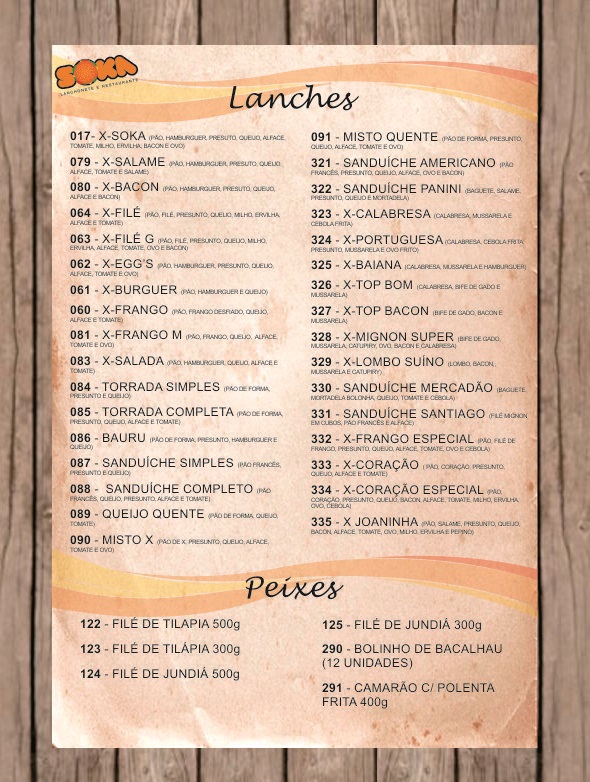 SOKA
LANCHONETE E RESTAURANTE
Lanches
017- X-SOKA (PÃO, HAMBURGUER, PRESUTO, QUEIJO, ALFACE,
TOMATE, MILHO, ERVILHA, BACON E OVO)
079 - X-SALAME (PÃO, HAMBURGUER, PRESUTO, QUEIJO,
ALFACE, TOMATE E SALAME)
080 - X-BACON (PÃO, HAMBURGUER, PRESUTO, QUEIJO,
ALFACE E BACON)
064 - X-FILÉ (PÃO, FILÉ, PRESUTO, QUEIJO, MILHO, ERVILHA,
ALFACE E TOMATE)
063 - X-FILÉ G (PÃO, FILÉ, PRESUTO, QUEIJO, MILHO,
ERVILHA, ALFACE, TOMATE, OVO E BACON)
062 - X-EGG'S (PÃO, HAMBURGUER, PRESUTO, QUEIJO, ALFACE,
TOMATE E OVO)
061 - X-BURGUER (PÃO, HAMBURGUER E QUEIJO)
060 - X-FRANGO (PÃO, FRANGO DESFIADO, QUEIJO,
ALFACE E TOMATE)
081 - X-FRANGO M (PÃO, FRANGO, QUEIJO, ALFACE,
TOMATE E OVO)
083 - X-SALADA (PÃO, HAMBURGUER, QUEIJO, ALFACE E
TOMATE)
084 - TORRADA SIMPLES (PÃO DE FORMA,
PRESUNTO E QUEIJO)
085 - TORRADA COMPLETA (PÃO DE FORMA,
PRESUNTO, QUEIJO, ALFACE E TOMATE)
086 - BAURU (PÃO DE FORMA, PRESUNTO, HAMBURGUER E
QUEIJO)
087 - SANDUÍCHE SIMPLES (PÃO FRANCÊS,
PRESUNTO E QUEIJO)
088 - SANDUÍCHE COMPLETO (PÃO
FRANCÊS, QUEIJO, PRESUNTO, ALFACE E TOMATE)
089 - QUEIJO QUENTE (PÃO DE FORMA, QUEIJO,
TOMATE)
090 - MISTO X (PÃO DE X, PRESUNTO, QUEIJO, ALFACE,
TOMATE E OVO)
091 - MISTO QUENTE (PÃO DE FORMA, PRESUNTO,
QUEIJO, ALFACE, TOMATE E OVO)
321 - SANDUÍCHE AMERICANO (PÃO
FRANCÊS, PRESUNTO, QUEIJO, ALFACE, OVO E BACON)
322 - SANDUÍCHE PANINI (BAGUETE, SALAME,
PRESUNTO, QUEIJO E MORTADELA)
323 - X-CALABRESA (CALABRESA, MUSSARELA E
CEBOLA FRITA)
324 - X-PORTUGUESA (CALABRESA, CEBOLA FRITA
PRESUNTO, MUSSARELA E OVO FRITO)
325 - X-BAIANA (CALABRESA, MUSSARELA E HAMBURGUER)
326 - X-TOP BOM (CALABRESA, BIFE DE GADO E
MUSSARELA)
327 - X-TOP BACON (BIFE DE GADO, BACON E
MUSSARELA)
328 - X-MIGNON SUPER (BIFE DE GADO,
MUSSARELA, CATUPIRY, OVO, BACON E CALABRESA)
329 - X-LOMBO SUÍNO (LOMBO, BACON,
MUSSARELA E CATUPIRY)
330 - SANDUÍCHE MERCADÃO (BAGUETE,
MORTADELA BOLONHA, QUEIJO, TOMATE E CEBOLA)
331 - SANDUÍCHE SANTIAGO (FILÉ MIGNON
EM CUBOS, PÃO FRANCÊS E ALFACE)
332 - X-FRANGO ESPECIAL (PÃO, FILÉ DE
FRANGO, PRESUNTO, QUEIJO, ALFACE, TOMATE, OVO E CEBOLA)
333 - X-CORAÇÃO ( PÃO, CORAÇÃO, PRESUNTO,
QUEIJO, ALFACE E TOMATE)
334 - X-CORAÇÃO ESPECIAL (PÃO,
CORAÇÃO, PRESUNTO, QUEIJO, BACON, ALFACE, TOMATE, MILHO, ERVILHA,
OVO, CEBOLA)
335 - X JOANINHA (PÃO, SALAME, PRESUNTO, QUEIJO,
BACON, ALFACE, TOMATE, OVO, MILHO, ERVILHA E PEPINO)
Peixes
122 - FILÉ DE TILAPIA 500g
123 - FILÉ DE TILÁPIA 300g
124 - FILÉ DE JUNDIÁ 500g
125 - FILÉ DE JUNDIÁ 300g
290 - BOLINHO DE BACALHAU
(12 UNIDADES)
291 - CAMARÃO C/ POLENTA
FRITA 400g